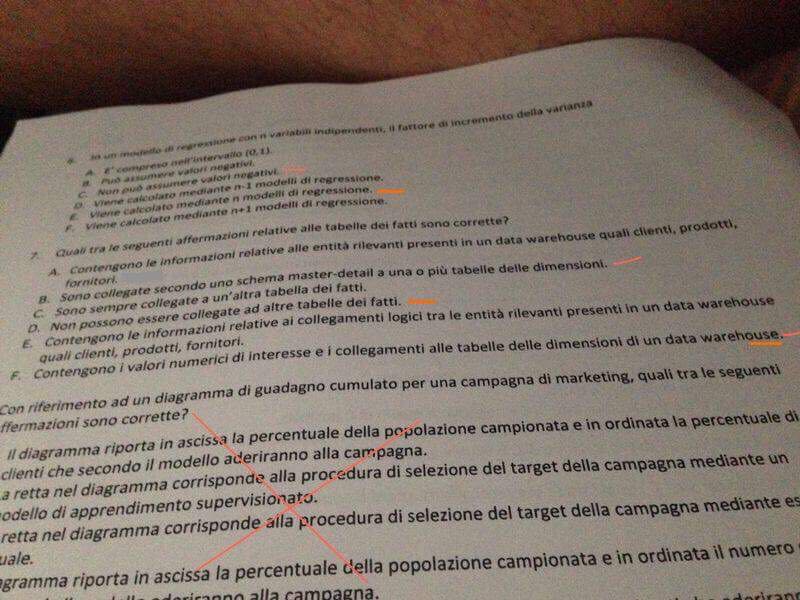 6. In un modello di regressione con n variabili indipendenti, il fattore di incremento della varianza
A. E' compreso nell'intervallo (0,1).
B. Può assumere valori negativi.
C. Non può assumere valori negativi.
D. Viene calcolato mediante n-1 modelli di regressione.
E. Viene calcolato mediante n modelli di regressione.
F. Viene calcolato mediante n+1 modelli di regressione.
7. Quali tra le seguenti affermazioni relative alle tabelle dei fatti sono corrette?
A. Contengono le informazioni relative alle entità rilevanti presenti in un data warehouse quali clienti, prodotti,
fornitori.
B. Sono collegate secondo uno schema master-detail a una o più tabelle delle dimensioni.
C. Sono sempre collegate a un'altra tabella dei fatti.
D. Non possono essere collegate ad altre tabelle dei fatti.
E. Contengono le informazioni relative ai collegamenti logici tra le entità rilevanti presenti in un data warehouse
quali clienti, prodotti, fornitori.
F. Contengono i valori numerici di interesse e i collegamenti alle tabelle delle dimensioni di un data warehouse.
Con riferimento ad un diagramma di guadagno cumulato per una campagna di marketing, quali tra le seguenti
ffermazioni sono corrette?
Il diagramma riporta in ascissa la percentuale della popolazione campionata e in ordinata la percentuale di
clienti che secondo il modello aderiranno alla campagna.
a retta nel diagramma corrisponde alla procedura di selezione del target della campagna mediante un
odello di apprendimento supervisionato.
retta nel diagramma corrisponde alla procedura di selezione del target della campagna mediante es
uale.
agramma riporta in ascissa la percentuale della popolazione campionata e in ordinata il numero
aderiranno alla campagna.